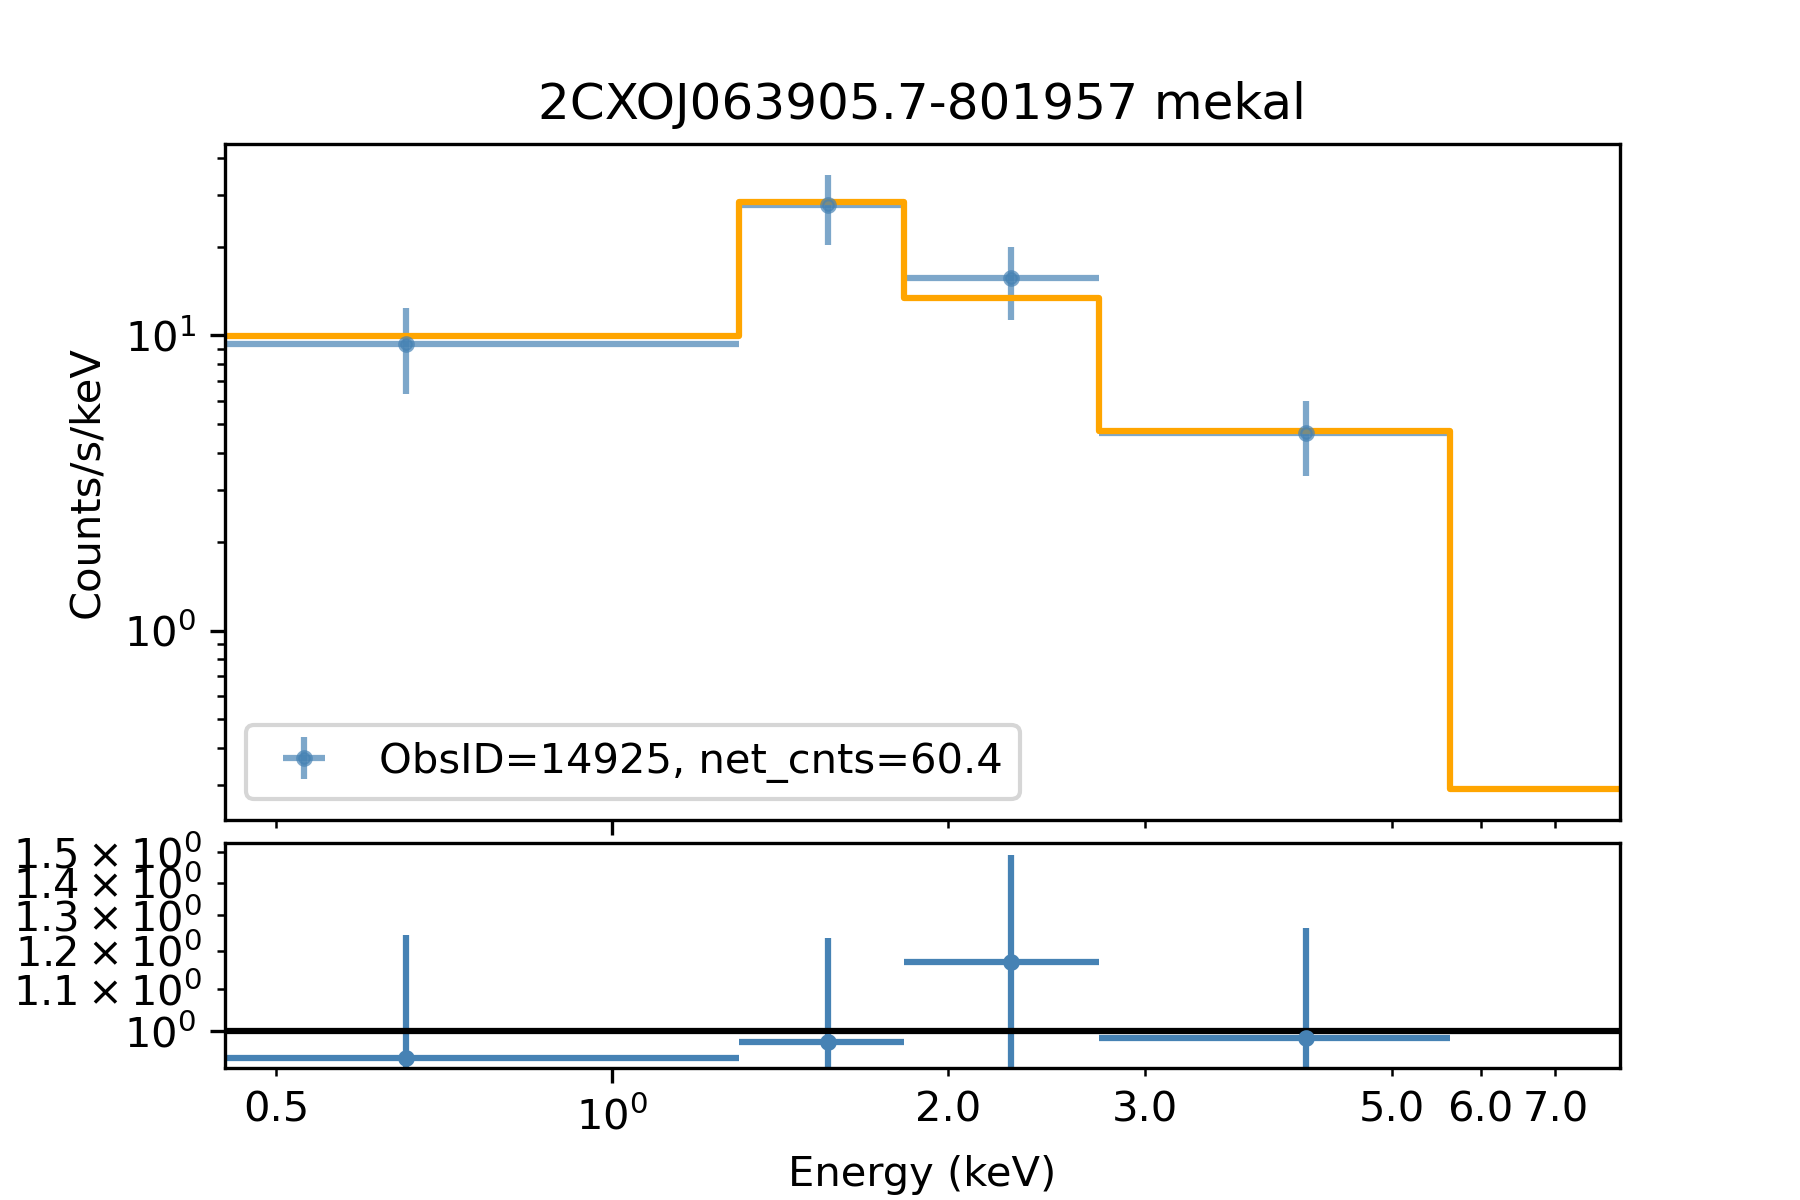 2CXOJ063905.7-801957 mekal
Counts/s/keV
10¹
10⁰
ObsID=14925, net_cnts=60.4
1.5 × 10⁰
1.4 × 10⁰
1.3 × 10⁰
1.2 × 10⁰
1.1 × 10⁰
10⁰
0.5 10⁰ 2.0 3.0 5.0 6.0 7.0
Energy (keV)